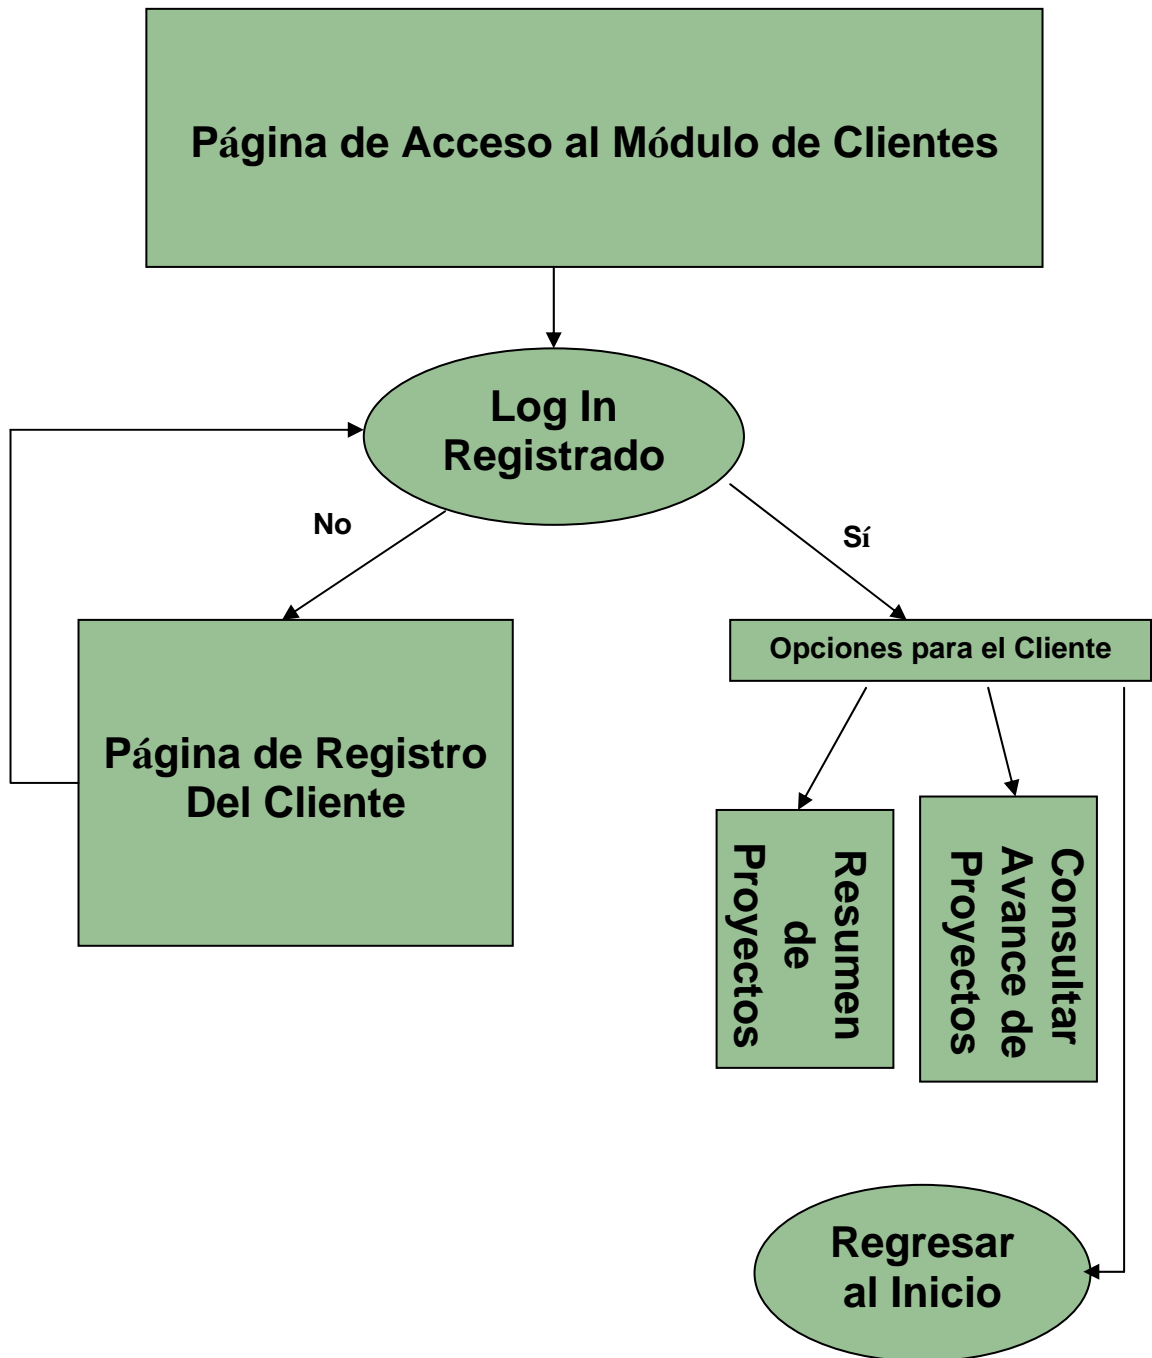 Página de Acceso al Módulo de Clientes
Log In
Registrado
No
Sí
Opciones para el Cliente
Página de Registro
Del Cliente
Resumen
de
Proyectos
Consultar
Avance de
Proyectos
Regresar
al Inicio